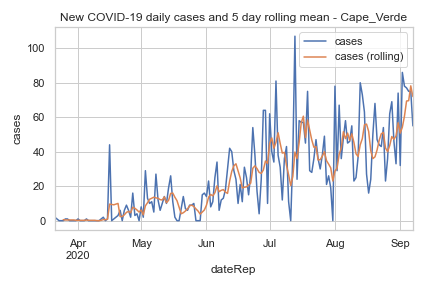 New COVID-19 daily cases and 5 day rolling mean - Cape_Verde
cases
cases (rolling)
100
80
60
40
20
0
cases
Apr
2020
May
Jun
Jul
Aug
Sep
dateRep